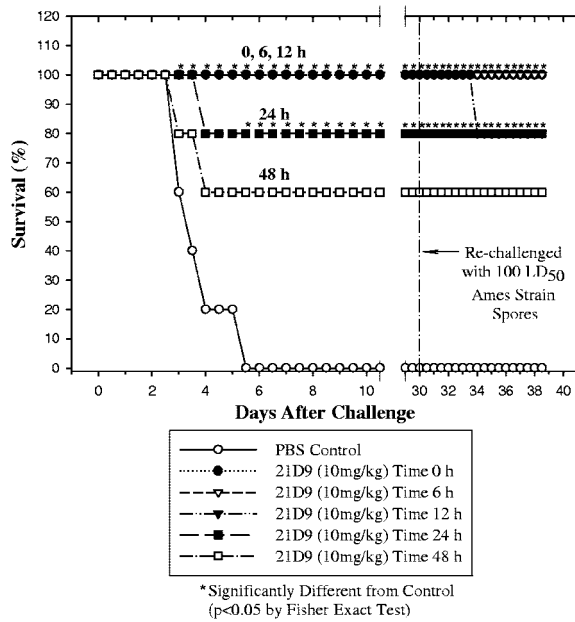 120
110
100
90
80
70
60
50
40
30
20
10
0
Survival (%)
0, 6, 12 h
24 h
48 h
Re-challenged
with 100 LD50
Ames Strain
Spores
0 2 4 6 8 10 30 32 34 36 38 40
Days After Challenge
PBS Control
21D9 (10mg/kg) Time 0 h
21D9 (10mg/kg) Time 6 h
21D9 (10mg/kg) Time 12 h
21D9 (10mg/kg) Time 24 h
21D9 (10mg/kg) Time 48 h
*Significantly Different from Control
(p<0.05 by Fisher Exact Test)